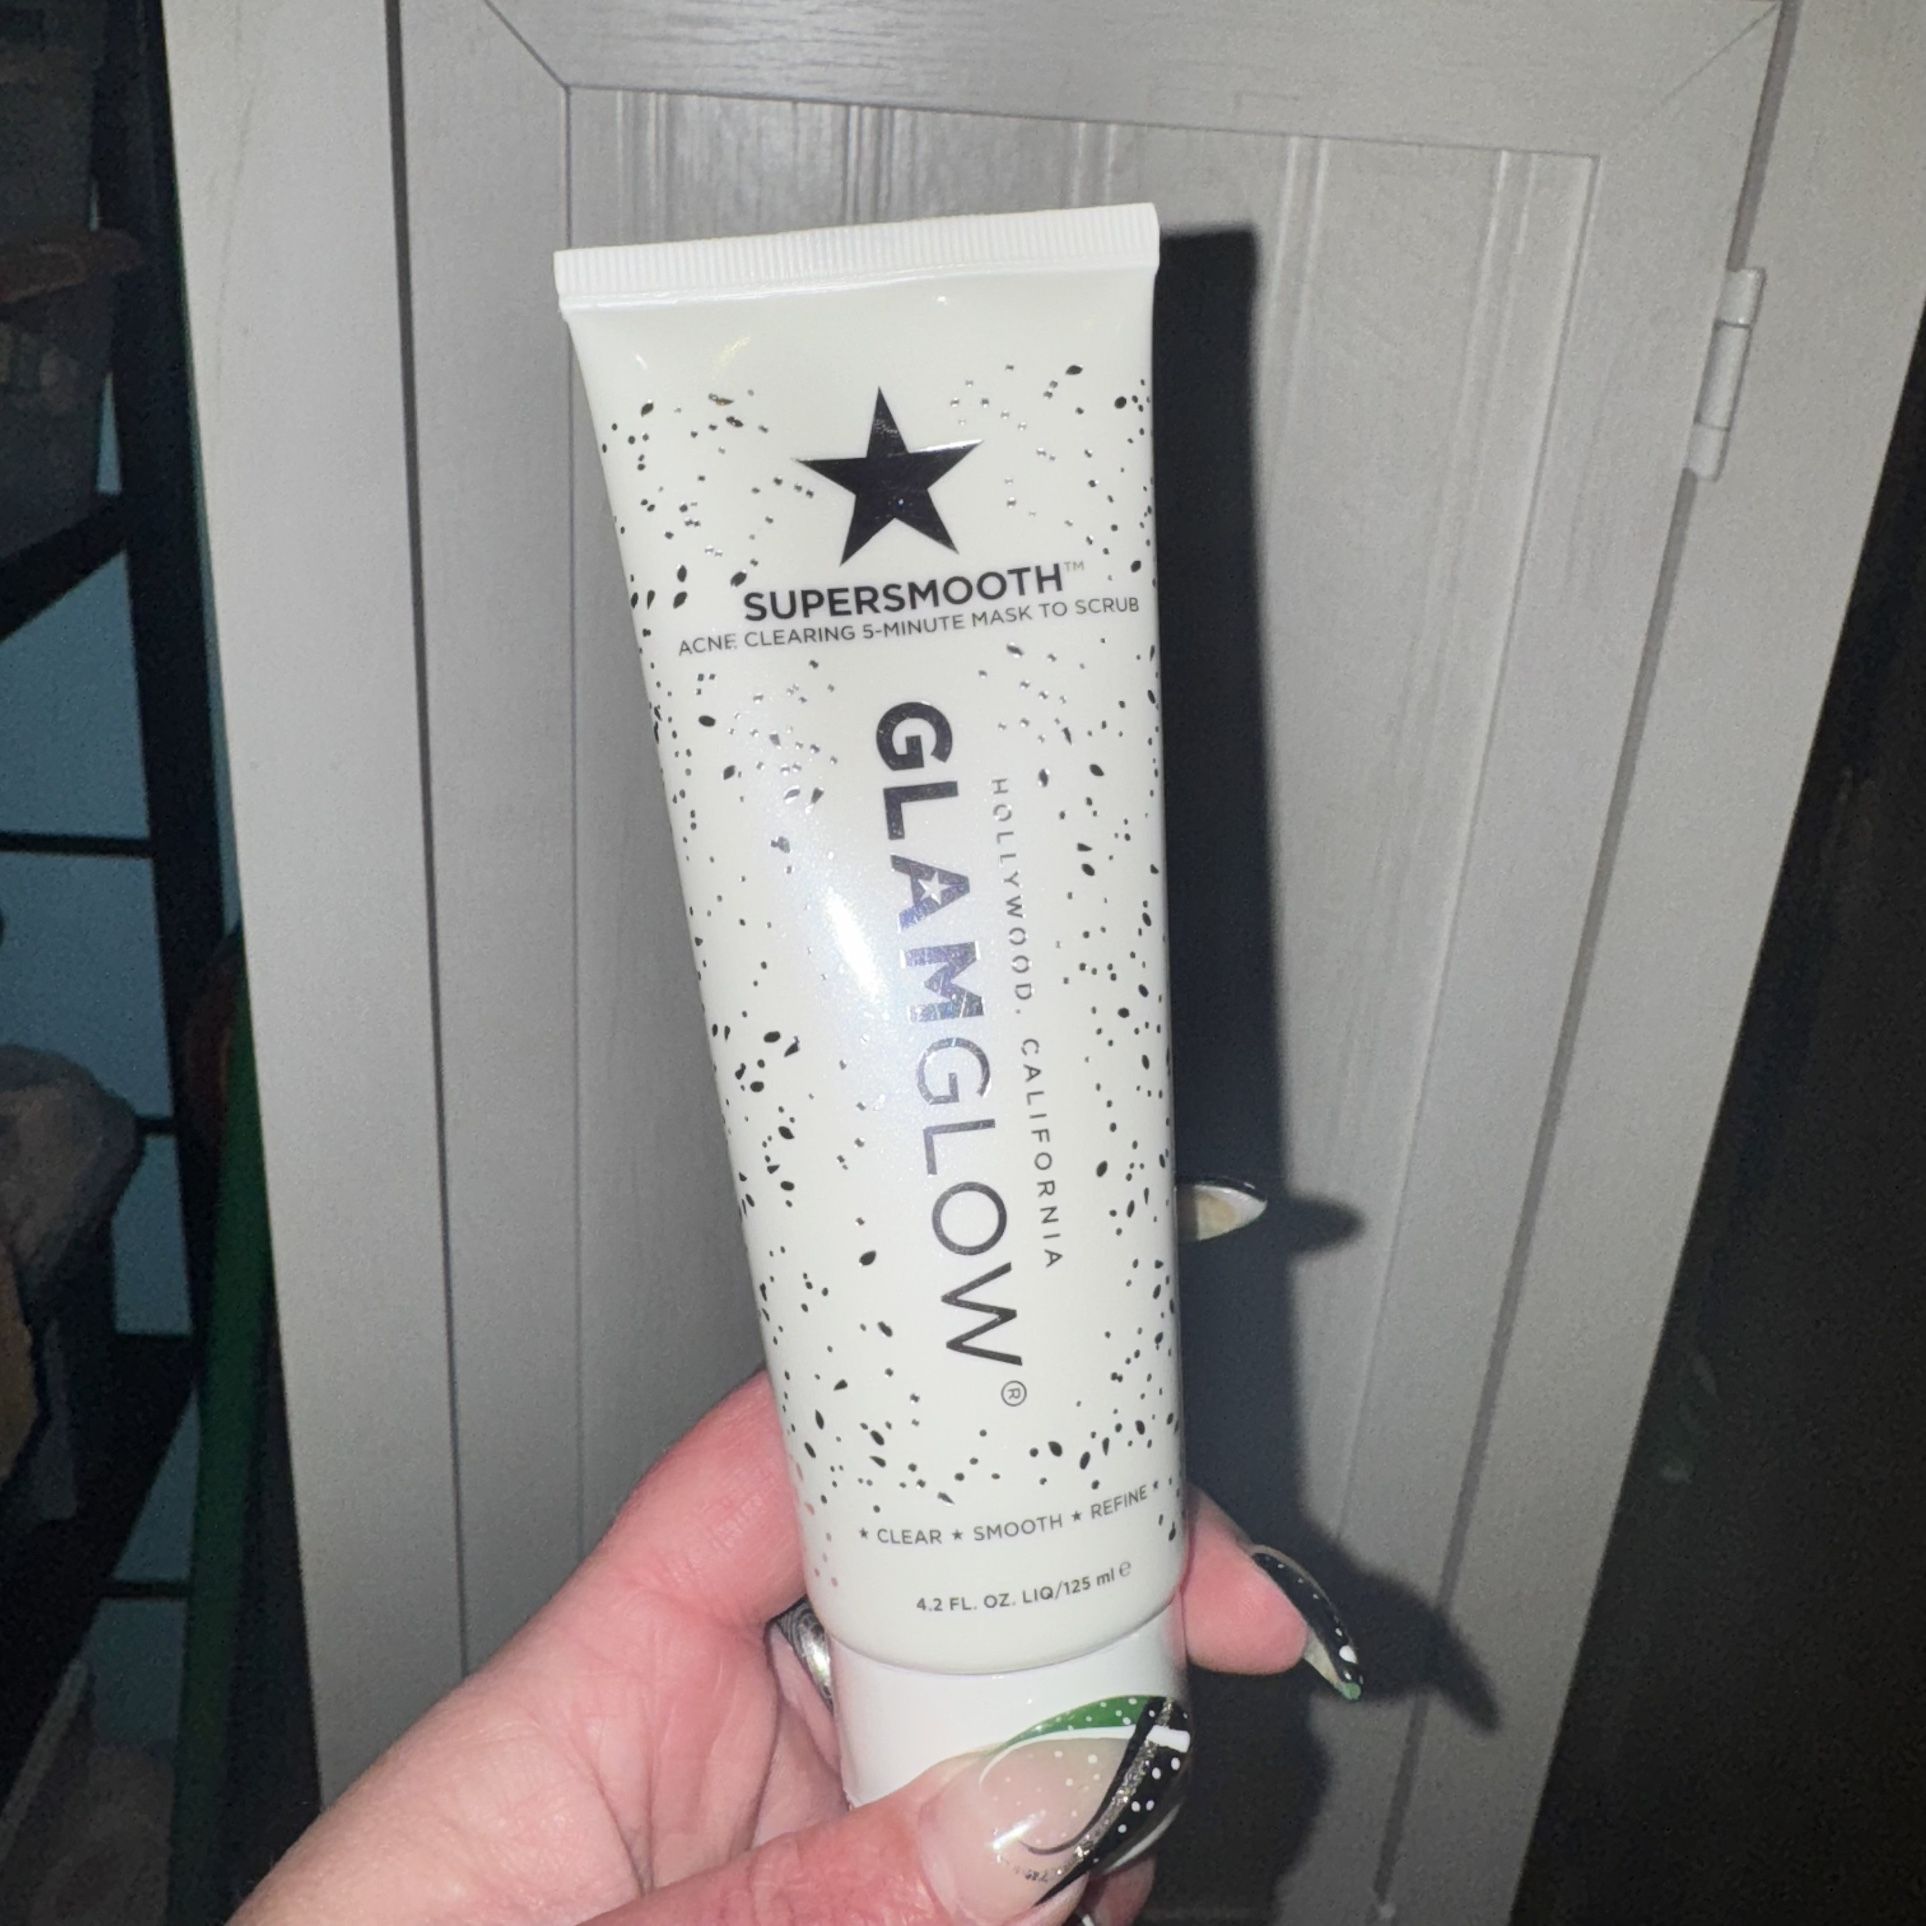 SUPERSMOOTH™
ACNE CLEARING 5-MINUTE MASK TO SCRUB
GLAMGLOW®
HOLLYWOOD, CALIFORNIA
★ CLEAR ★ SMOOTH ★ REFINE ★
4.2 FL. OZ. LIQ/125 ml ℮